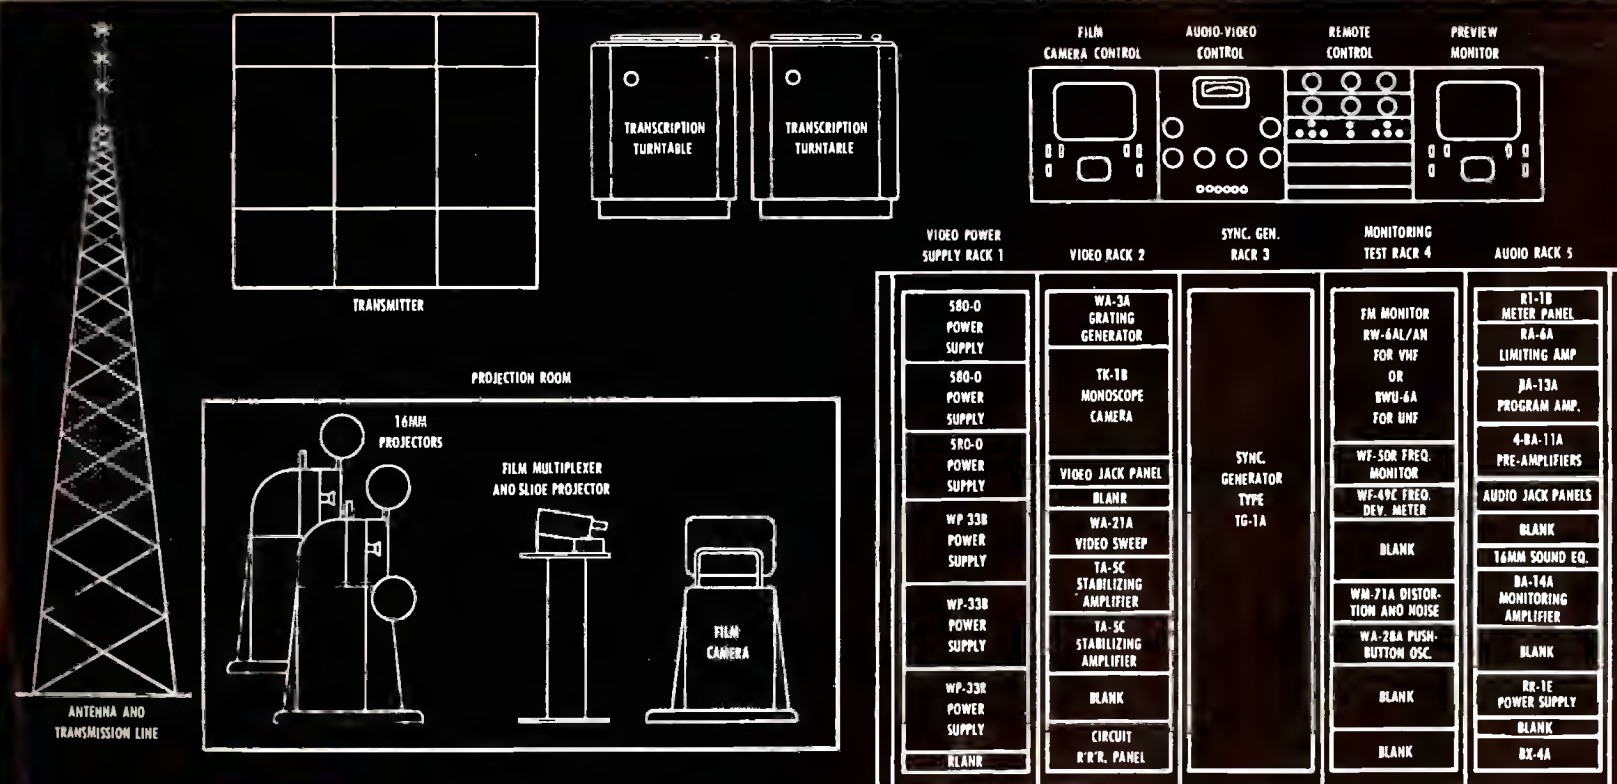 FILM
CAMERA CONTROL
AUDIO-VIDEO
CONTROL
REMOTE
CONTROL
PREVIEW
MONITOR
TRANSCRIPTION
TURNTABLE
TRANSCRIPTION
TURNTABLE
TRANSMITTER
PROJECTION ROOM
16MM
PROJECTORS
FILM MULTIPLEXER
AND SLIDE PROJECTOR
FILM
CAMERA
ANTENNA AND
TRANSMISSION LINE
VIDEO POWER
SUPPLY RACK 1
580-D
POWER
SUPPLY
580-D
POWER
SUPPLY
580-D
POWER
SUPPLY
WP 33B
POWER
SUPPLY
WP-33B
POWER
SUPPLY
WP-33B
POWER
SUPPLY
BLANK
VIDEO RACK 2
WA-3A
GRATING
GENERATOR
TK-1B
MONOSCOPE
CAMERA
VIDEO JACK PANEL
BLANK
WA-21A
VIDEO SWEEP
TA-5C
STABILIZING
AMPLIFIER
TA-5C
STABILIZING
AMPLIFIER
BLANK
CIRCUIT
PANEL
SYNC. GEN.
RACK 3
SYNC.
GENERATOR
TYPE
TG-1A
MONITORING
TEST RACK 4
FM MONITOR
BW-6AL/AN
FOR VHF
OR
BWU-6A
FOR UHF
WF-50B FREQ.
MONITOR
WF-49C FREQ.
DEV. METER
BLANK
WM-71A DISTOR-
TION AND NOISE
WA-28A PUSH-
BUTTON OSC.
BLANK
BLANK
AUDIO RACK 5
BI-1B
METER PANEL
BA-6A
LIMITING AMP
BA-13A
PROGRAM AMP.
4-BA-11A
PRE-AMPLIFIERS
AUDIO JACK PANELS
BLANK
16MM SOUND EQ.
BA-14A
MONITORING
AMPLIFIER
BLANK
BR-1E
POWER SUPPLY
BLANK
BX-4A